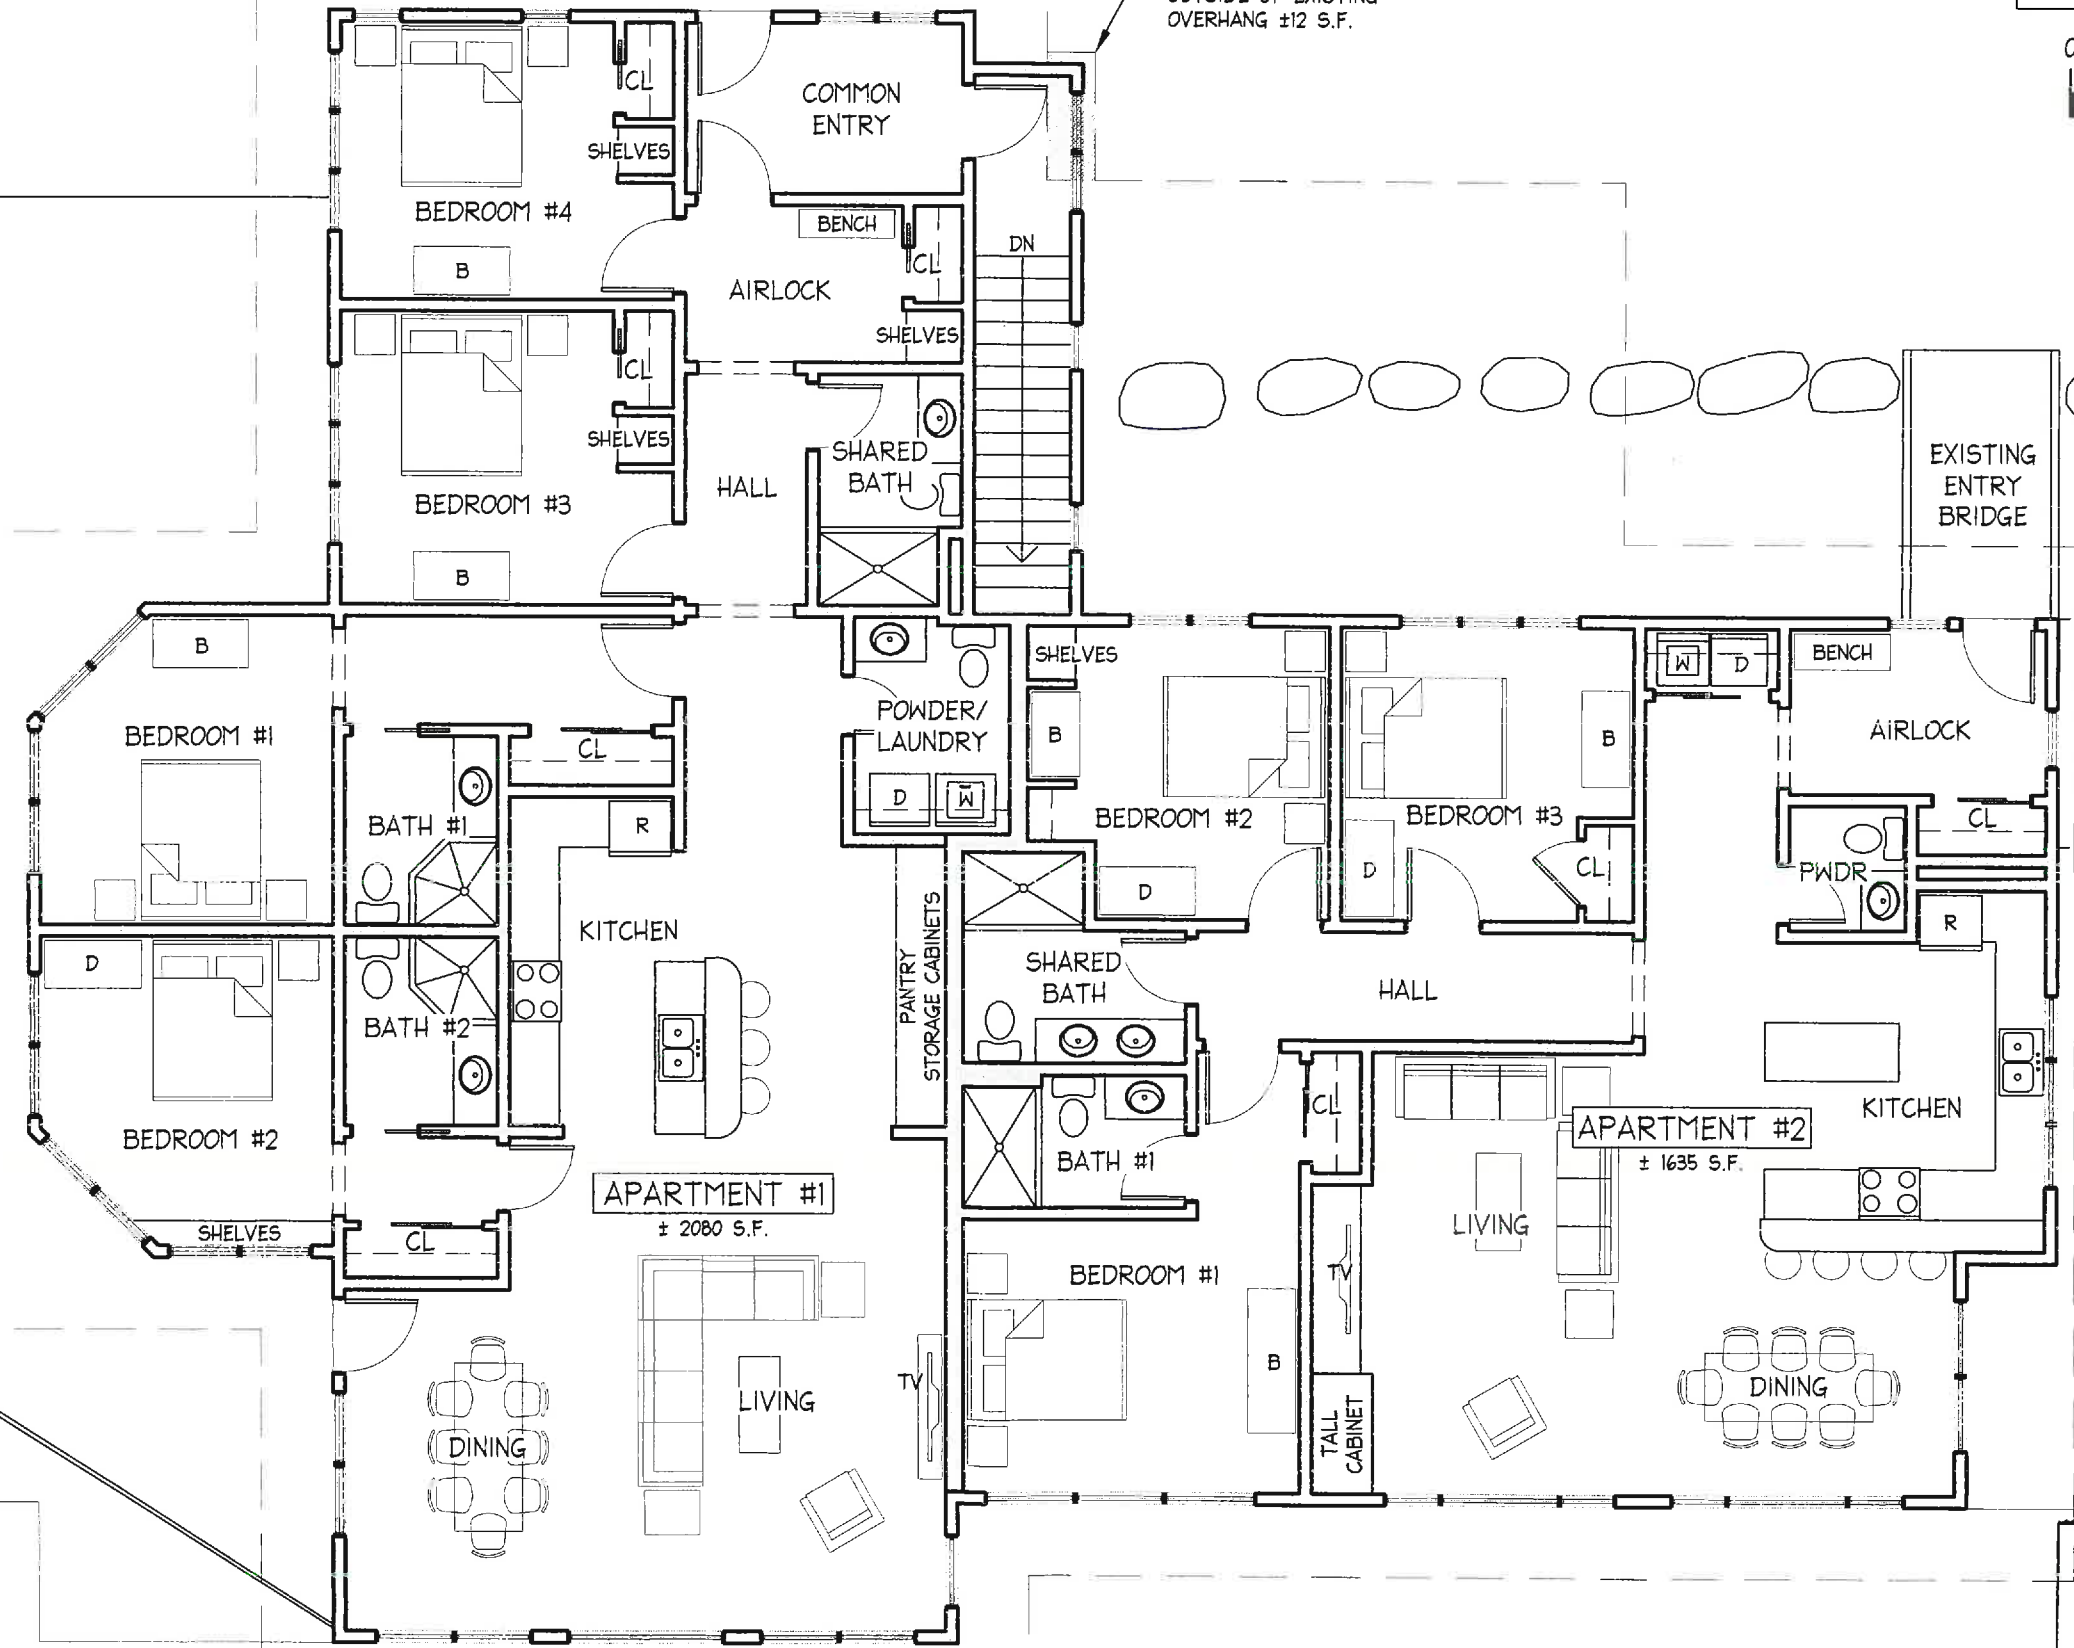 OVERHANG ±12 S.F.
CL
COMMON
ENTRY
SHELVES
BEDROOM #4
BENCH
DN
B
CL
AIRLOCK
SHELVES
CL
SHELVES
BEDROOM #3
HALL
SHARED
BATH
B
EXISTING
ENTRY
BRIDGE
B
BEDROOM #1
CL
BATH #1
R
POWDER/
LAUNDRY
D
W
SHELVES
B
BEDROOM #2
D
BEDROOM #3
B
D
CL
W
D
BENCH
AIRLOCK
CL
PWDR
R
D
BATH #2
BEDROOM #2
SHELVES
CL
KITCHEN
PANTRY
STORAGE CABINETS
SHARED
BATH
HALL
BATH #1
CL
APARTMENT #1
± 2080 S.F.
APARTMENT #2
± 1635 S.F.
KITCHEN
LIVING
BEDROOM #1
B
TV
TALL
CABINET
DINING
LIVING
TV
DINING